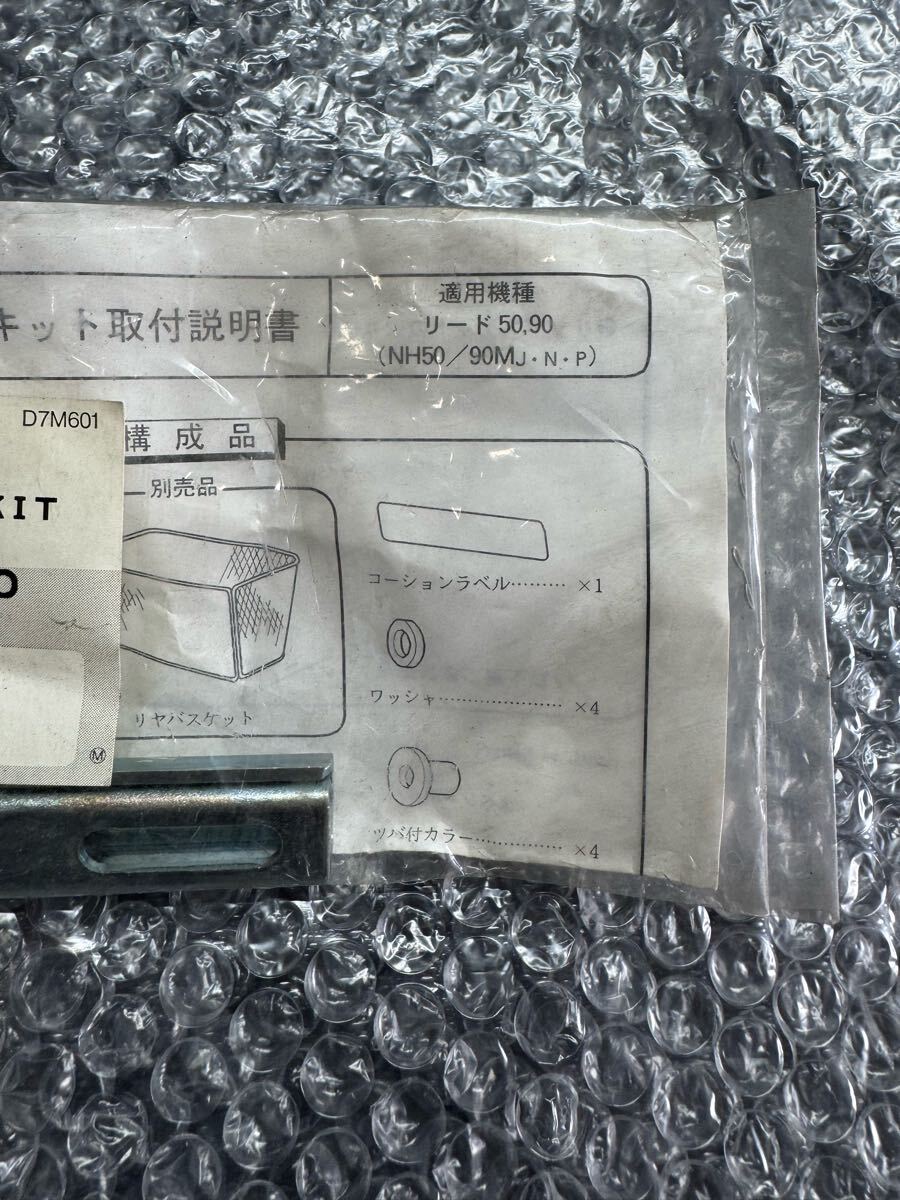 キット取付説明書
適用機種
リード50,90
(NH50/90MJ・N・P)
D7M601
KIT
構成品
別売品
リヤバスケット
コーションラベル……… ×1
ワッシャ………………… ×4
ツバ付カラー…………… ×4
M